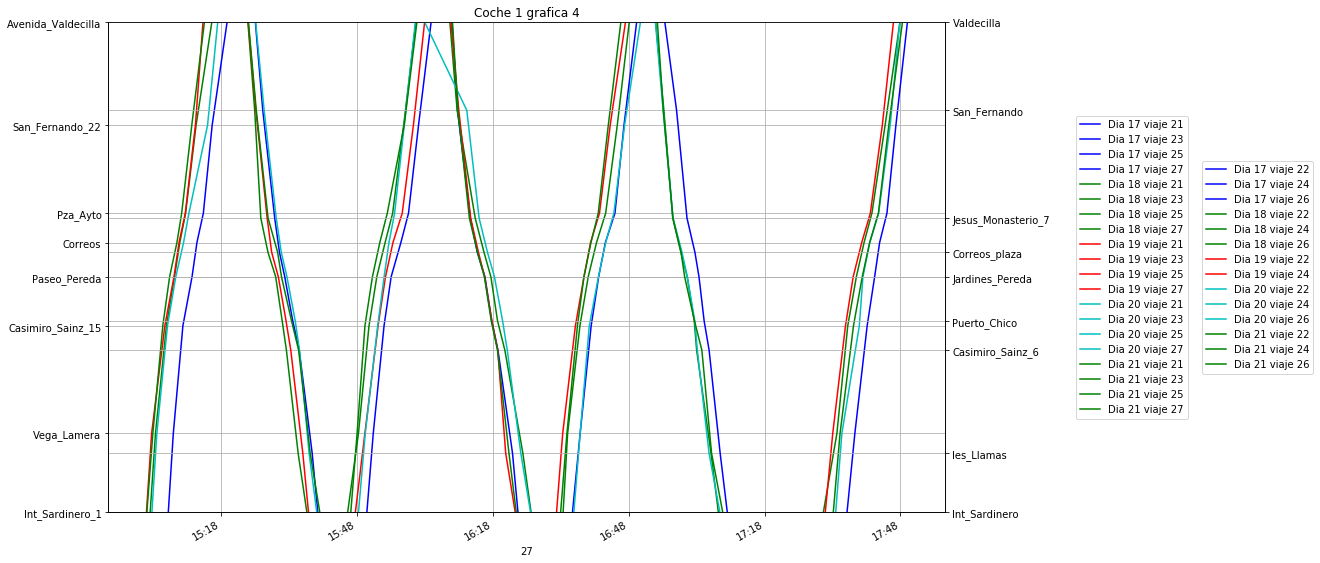 Coche 1 grafica 4
Avenida_Valdecilla
San_Fernando_22
Pza_Ayto
Correos
Paseo_Pereda
Casimiro_Sainz_15
Vega_Lamera
Int_Sardinero_1
Valdecilla
San_Fernando
Jesus_Monasterio_7
Correos_plaza
Jardines_Pereda
Puerto_Chico
Casimiro_Sainz_6
Ies_Llamas
Int_Sardinero
15:18
15:48
16:18
16:48
17:18
17:48
27
Dia 17 viaje 21
Dia 17 viaje 23
Dia 17 viaje 25
Dia 17 viaje 27
Dia 18 viaje 21
Dia 18 viaje 23
Dia 18 viaje 25
Dia 18 viaje 27
Dia 19 viaje 21
Dia 19 viaje 23
Dia 19 viaje 25
Dia 19 viaje 27
Dia 20 viaje 21
Dia 20 viaje 23
Dia 20 viaje 25
Dia 20 viaje 27
Dia 21 viaje 21
Dia 21 viaje 23
Dia 21 viaje 25
Dia 21 viaje 27
Dia 17 viaje 22
Dia 17 viaje 24
Dia 17 viaje 26
Dia 18 viaje 22
Dia 18 viaje 24
Dia 18 viaje 26
Dia 19 viaje 22
Dia 19 viaje 24
Dia 20 viaje 22
Dia 20 viaje 24
Dia 20 viaje 26
Dia 21 viaje 22
Dia 21 viaje 24
Dia 21 viaje 26